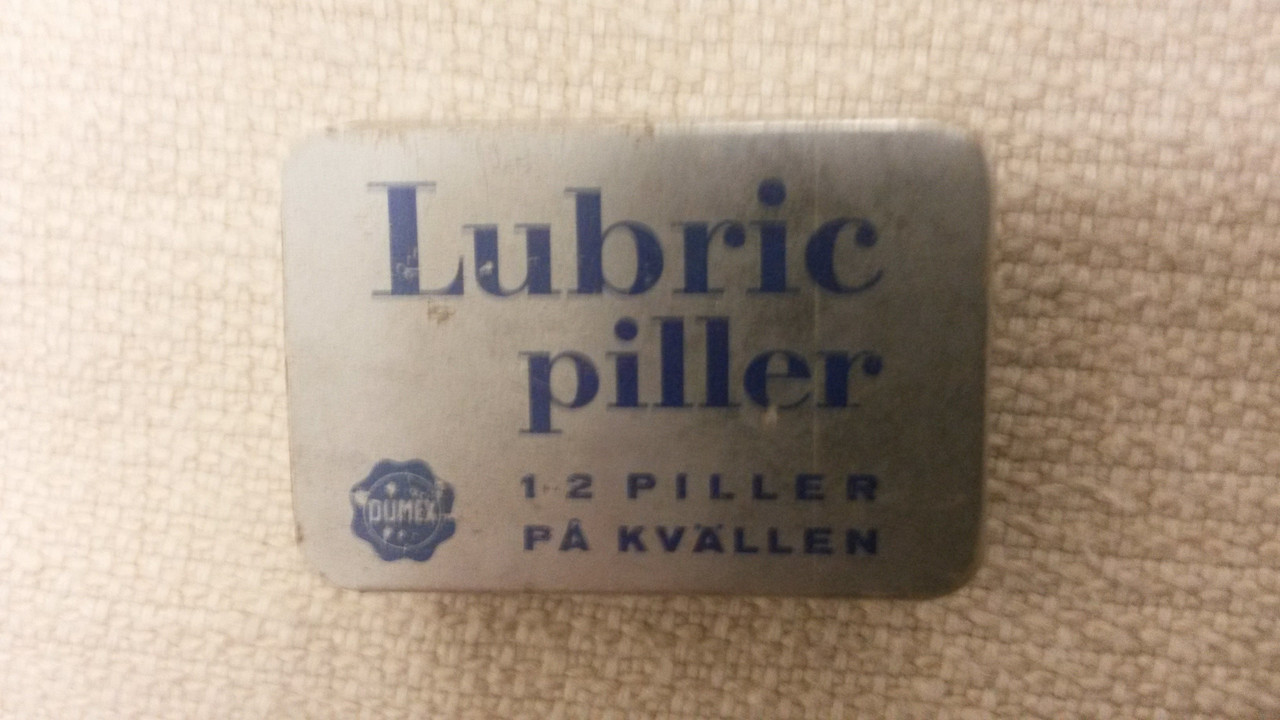 Lubric
piller
1-2 PILLER
PÅ KVÄLLEN
DUMEX